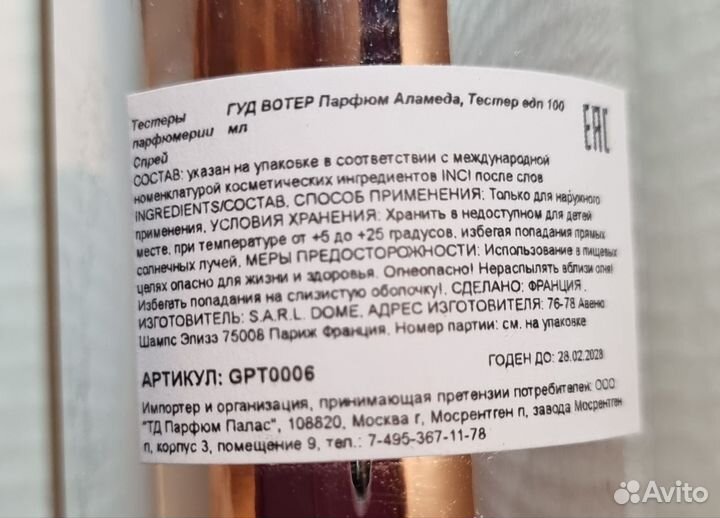 Тестеры парфюмерии
Спрей
ГУД ВОТЕР Парфюм Аламеда, Тестер edп 100
мл
EAC
СОСТАВ: указан на упаковке в соответствии с международной
номенклатурой косметических ингредиентов INCI после слов
INGREDIENTS/СОСТАВ. СПОСОБ ПРИМЕНЕНИЯ: Только для наружного
применения. УСЛОВИЯ ХРАНЕНИЯ: Хранить в недоступном для детей
месте, при температуре от +5 до +25 градусов, избегая попадания прямых
солнечных лучей. МЕРЫ ПРЕДОСТОРОЖНОСТИ: Использование в пищевых
целях опасно для жизни и здоровья. Огнеопасно! Нераспылять вблизи огня!
Избегать попадания на слизистую оболочку!. СДЕЛАНО: ФРАНЦИЯ.
ИЗГОТОВИТЕЛЬ: S.A.R.L. DOME. АДРЕС ИЗГОТОВИТЕЛЯ: 76-78 Авеню
Шампс Элизэ 75008 Париж Франция. Номер партии: см. на упаковке
ГОДЕН ДО: 28.02.2028
АРТИКУЛ: GPT0006
Импортер и организация, принимающая претензии потребителей: ООО
"ТД Парфюм Палас", 108820, Москва г, Мосрентген п, завода Мосрентген
п, корпус 3, помещение 9, тел.: 7-495-367-11-78
Avito